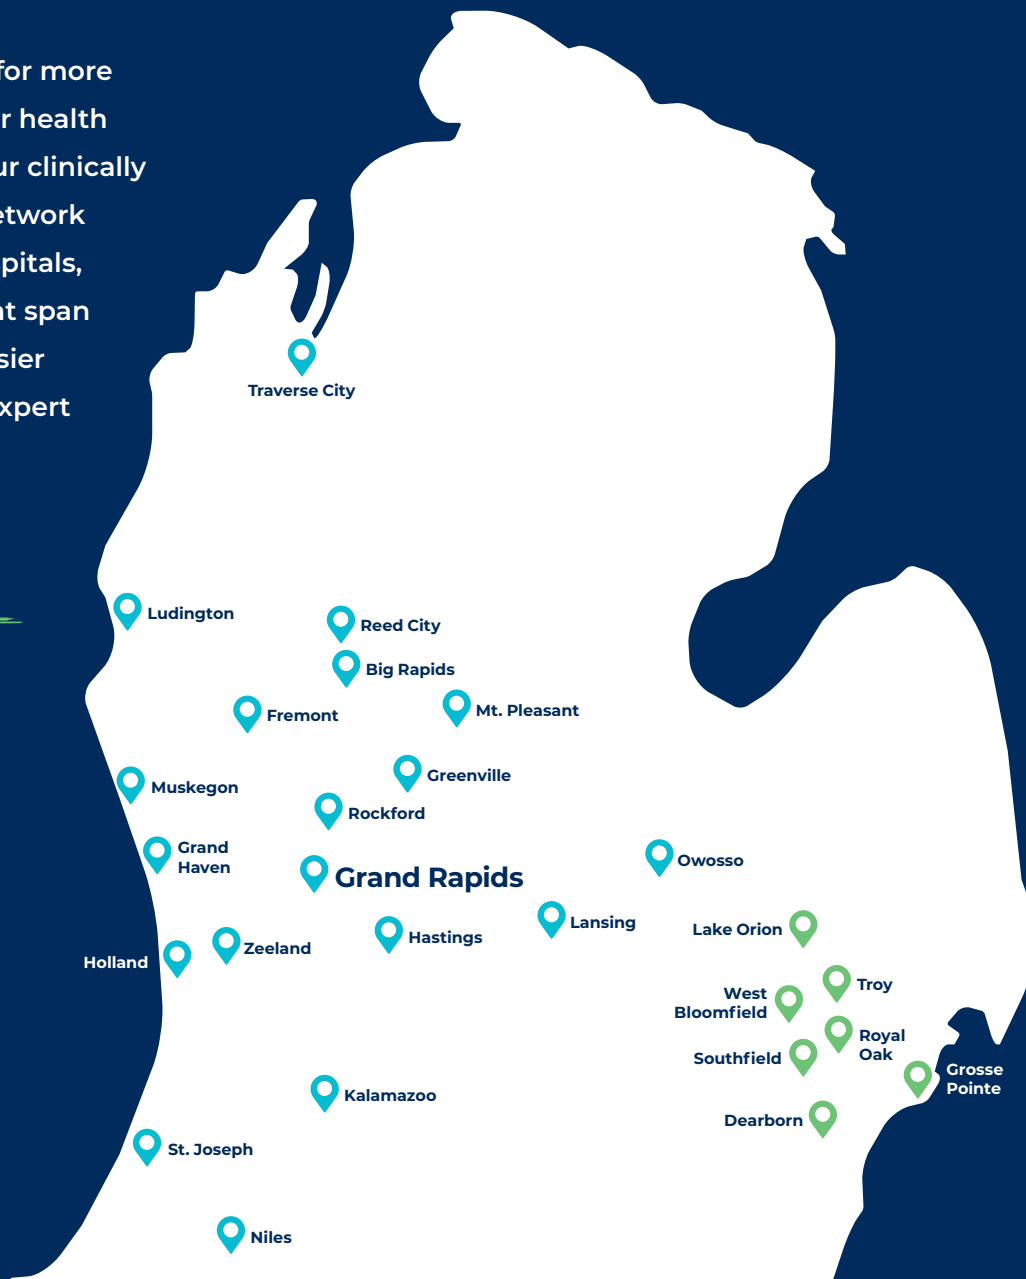 for more
r health
ur clinically
etwork
spitals,
at span
sier
xpert
Traverse City
Ludington
Reed City
Big Rapids
Mt. Pleasant
Fremont
Greenville
Muskegon
Rockford
Grand
Haven
Owosso
Grand Rapids
Lansing
Lake Orion
Hastings
Zeeland
Holland
Troy
West
Bloomfield
Royal
Oak
Southfield
Grosse
Pointe
Kalamazoo
Dearborn
St. Joseph
Niles